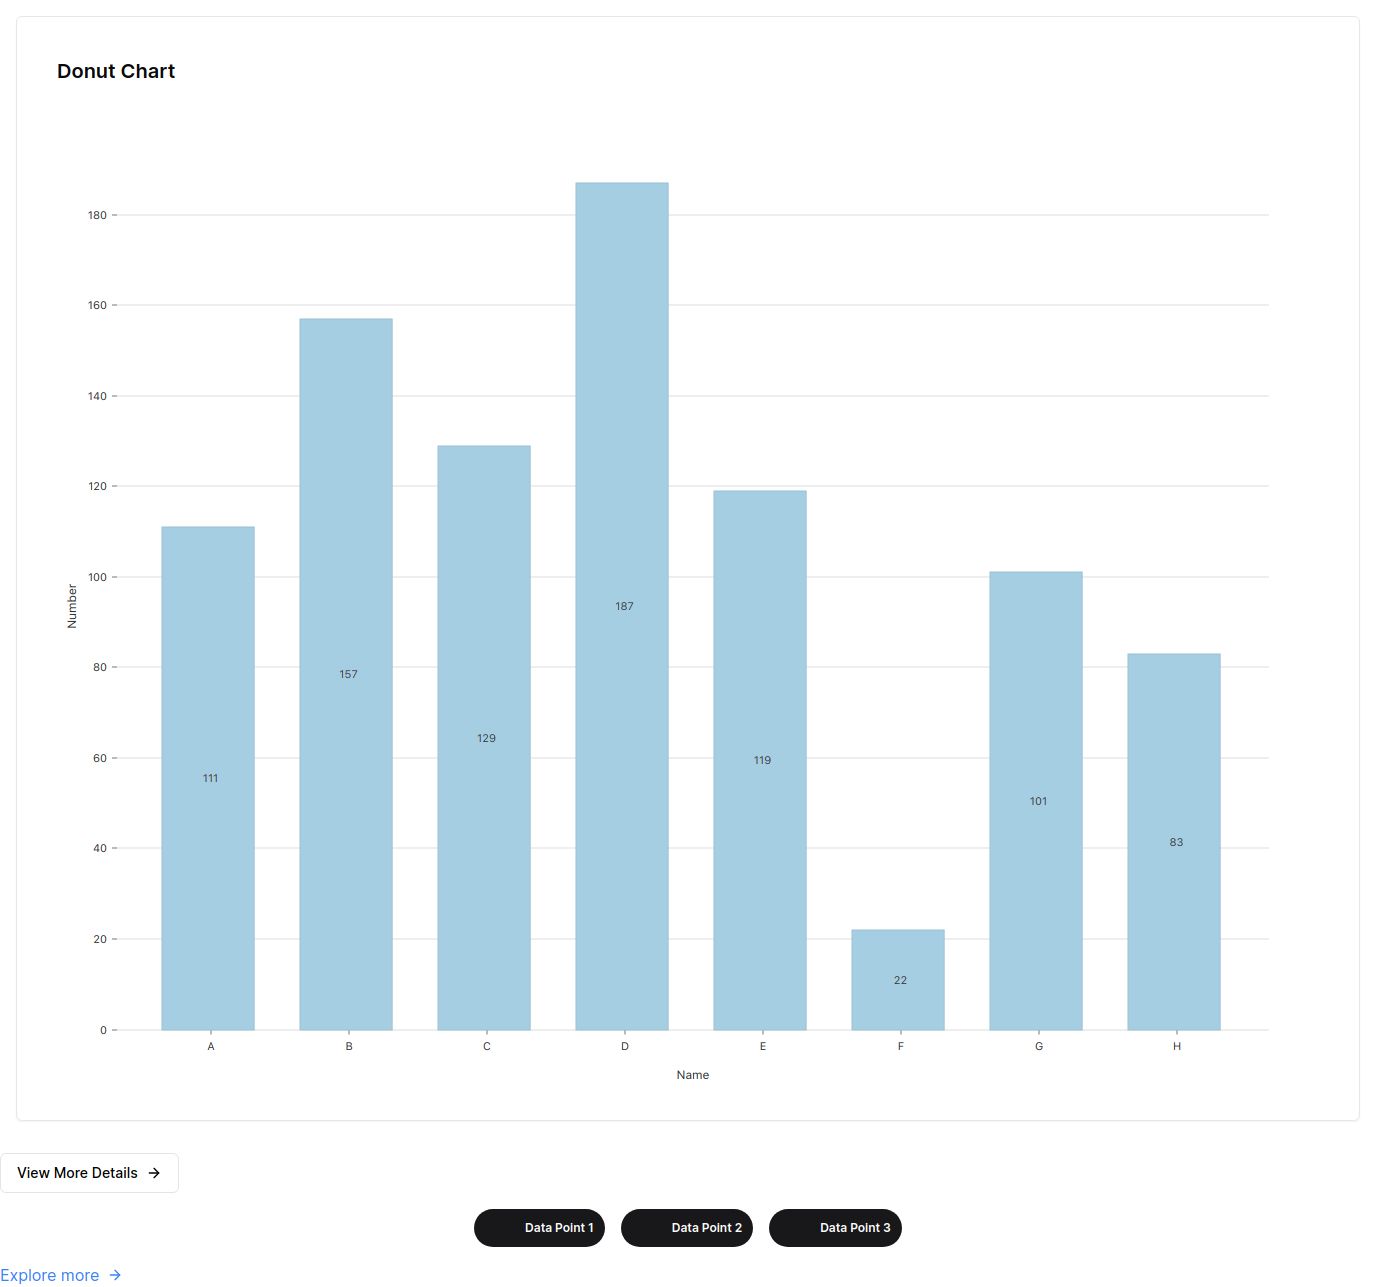 Donut Chart
180
160
140
120
100
80
60
40
20
0
Number
111
157
129
187
119
22
101
83
A B C D E F G H
Name
View More Details
Data Point 1 Data Point 2 Data Point 3
Explore more